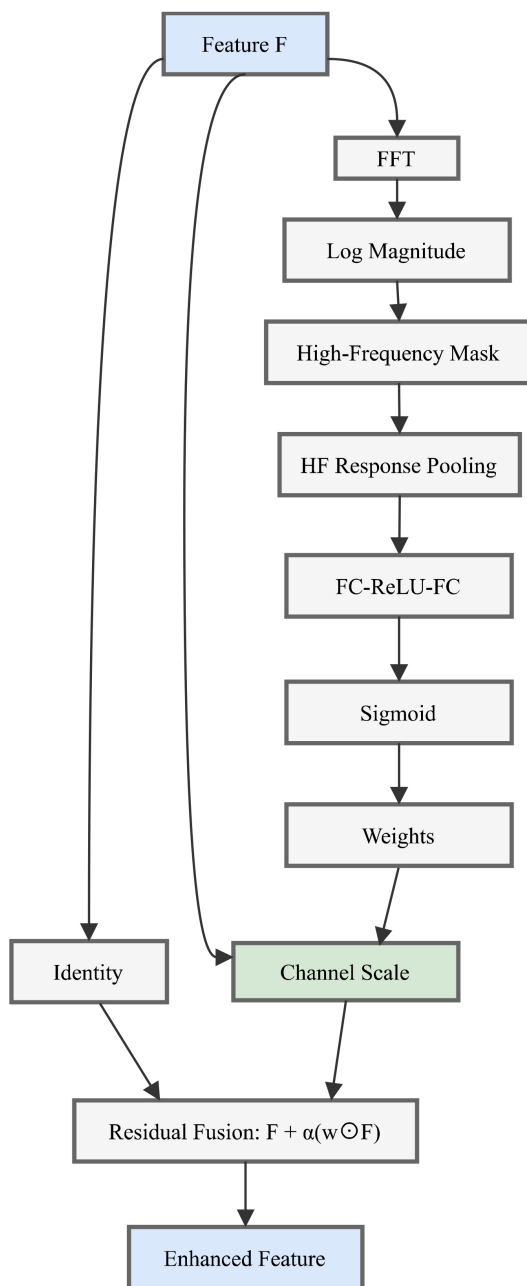 Feature F
FFT
Log Magnitude
High-Frequency Mask
HF Response Pooling
FC-ReLU-FC
Sigmoid
Weights
Identity
Channel Scale
Residual Fusion: F + α(w⊙F)
Enhanced Feature